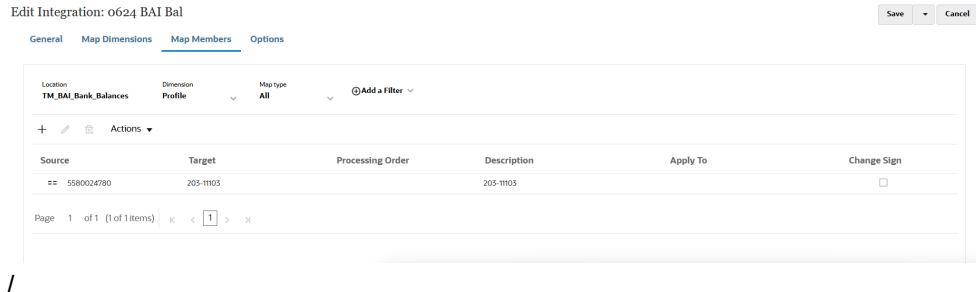 Edit Integration: 0624 BAI Bal
Save Cancel
General Map Dimensions Map Members Options
Location Dimension Map type
TM_BAI_Bank_Balances Profile All Add a Filter
Actions
Source Target Processing Order Description Apply To Change Sign
== 5580024780 203-11103 203-11103
Page 1 of 1 (1 of 1 items) 1
/